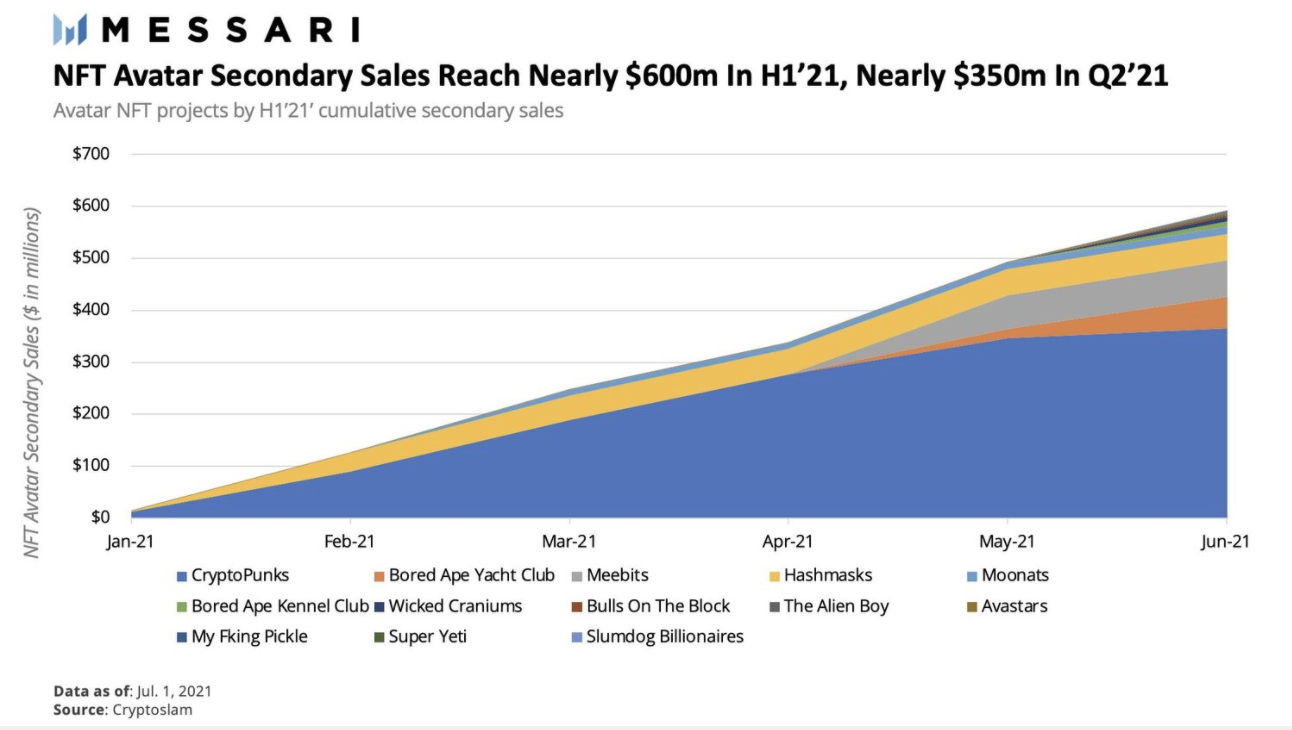 MESSARI
NFT Avatar Secondary Sales Reach Nearly $600m In H1’21, Nearly $350m In Q2’21
Avatar NFT projects by H1’21’ cumulative secondary sales
NFT Avatar Secondary Sales ($ in millions)
$700
$600
$500
$400
$300
$200
$100
$0
Jan-21 Feb-21 Mar-21 Apr-21 May-21 Jun-21
CryptoPunks Bored Ape Yacht Club Meebits Hashmasks Moonats
Bored Ape Kennel Club Wicked Craniums Bulls On The Block The Alien Boy Avastars
My Fking Pickle Super Yeti Slumdog Billionaires
Data as of: Jul. 1, 2021
Source: Cryptoslam